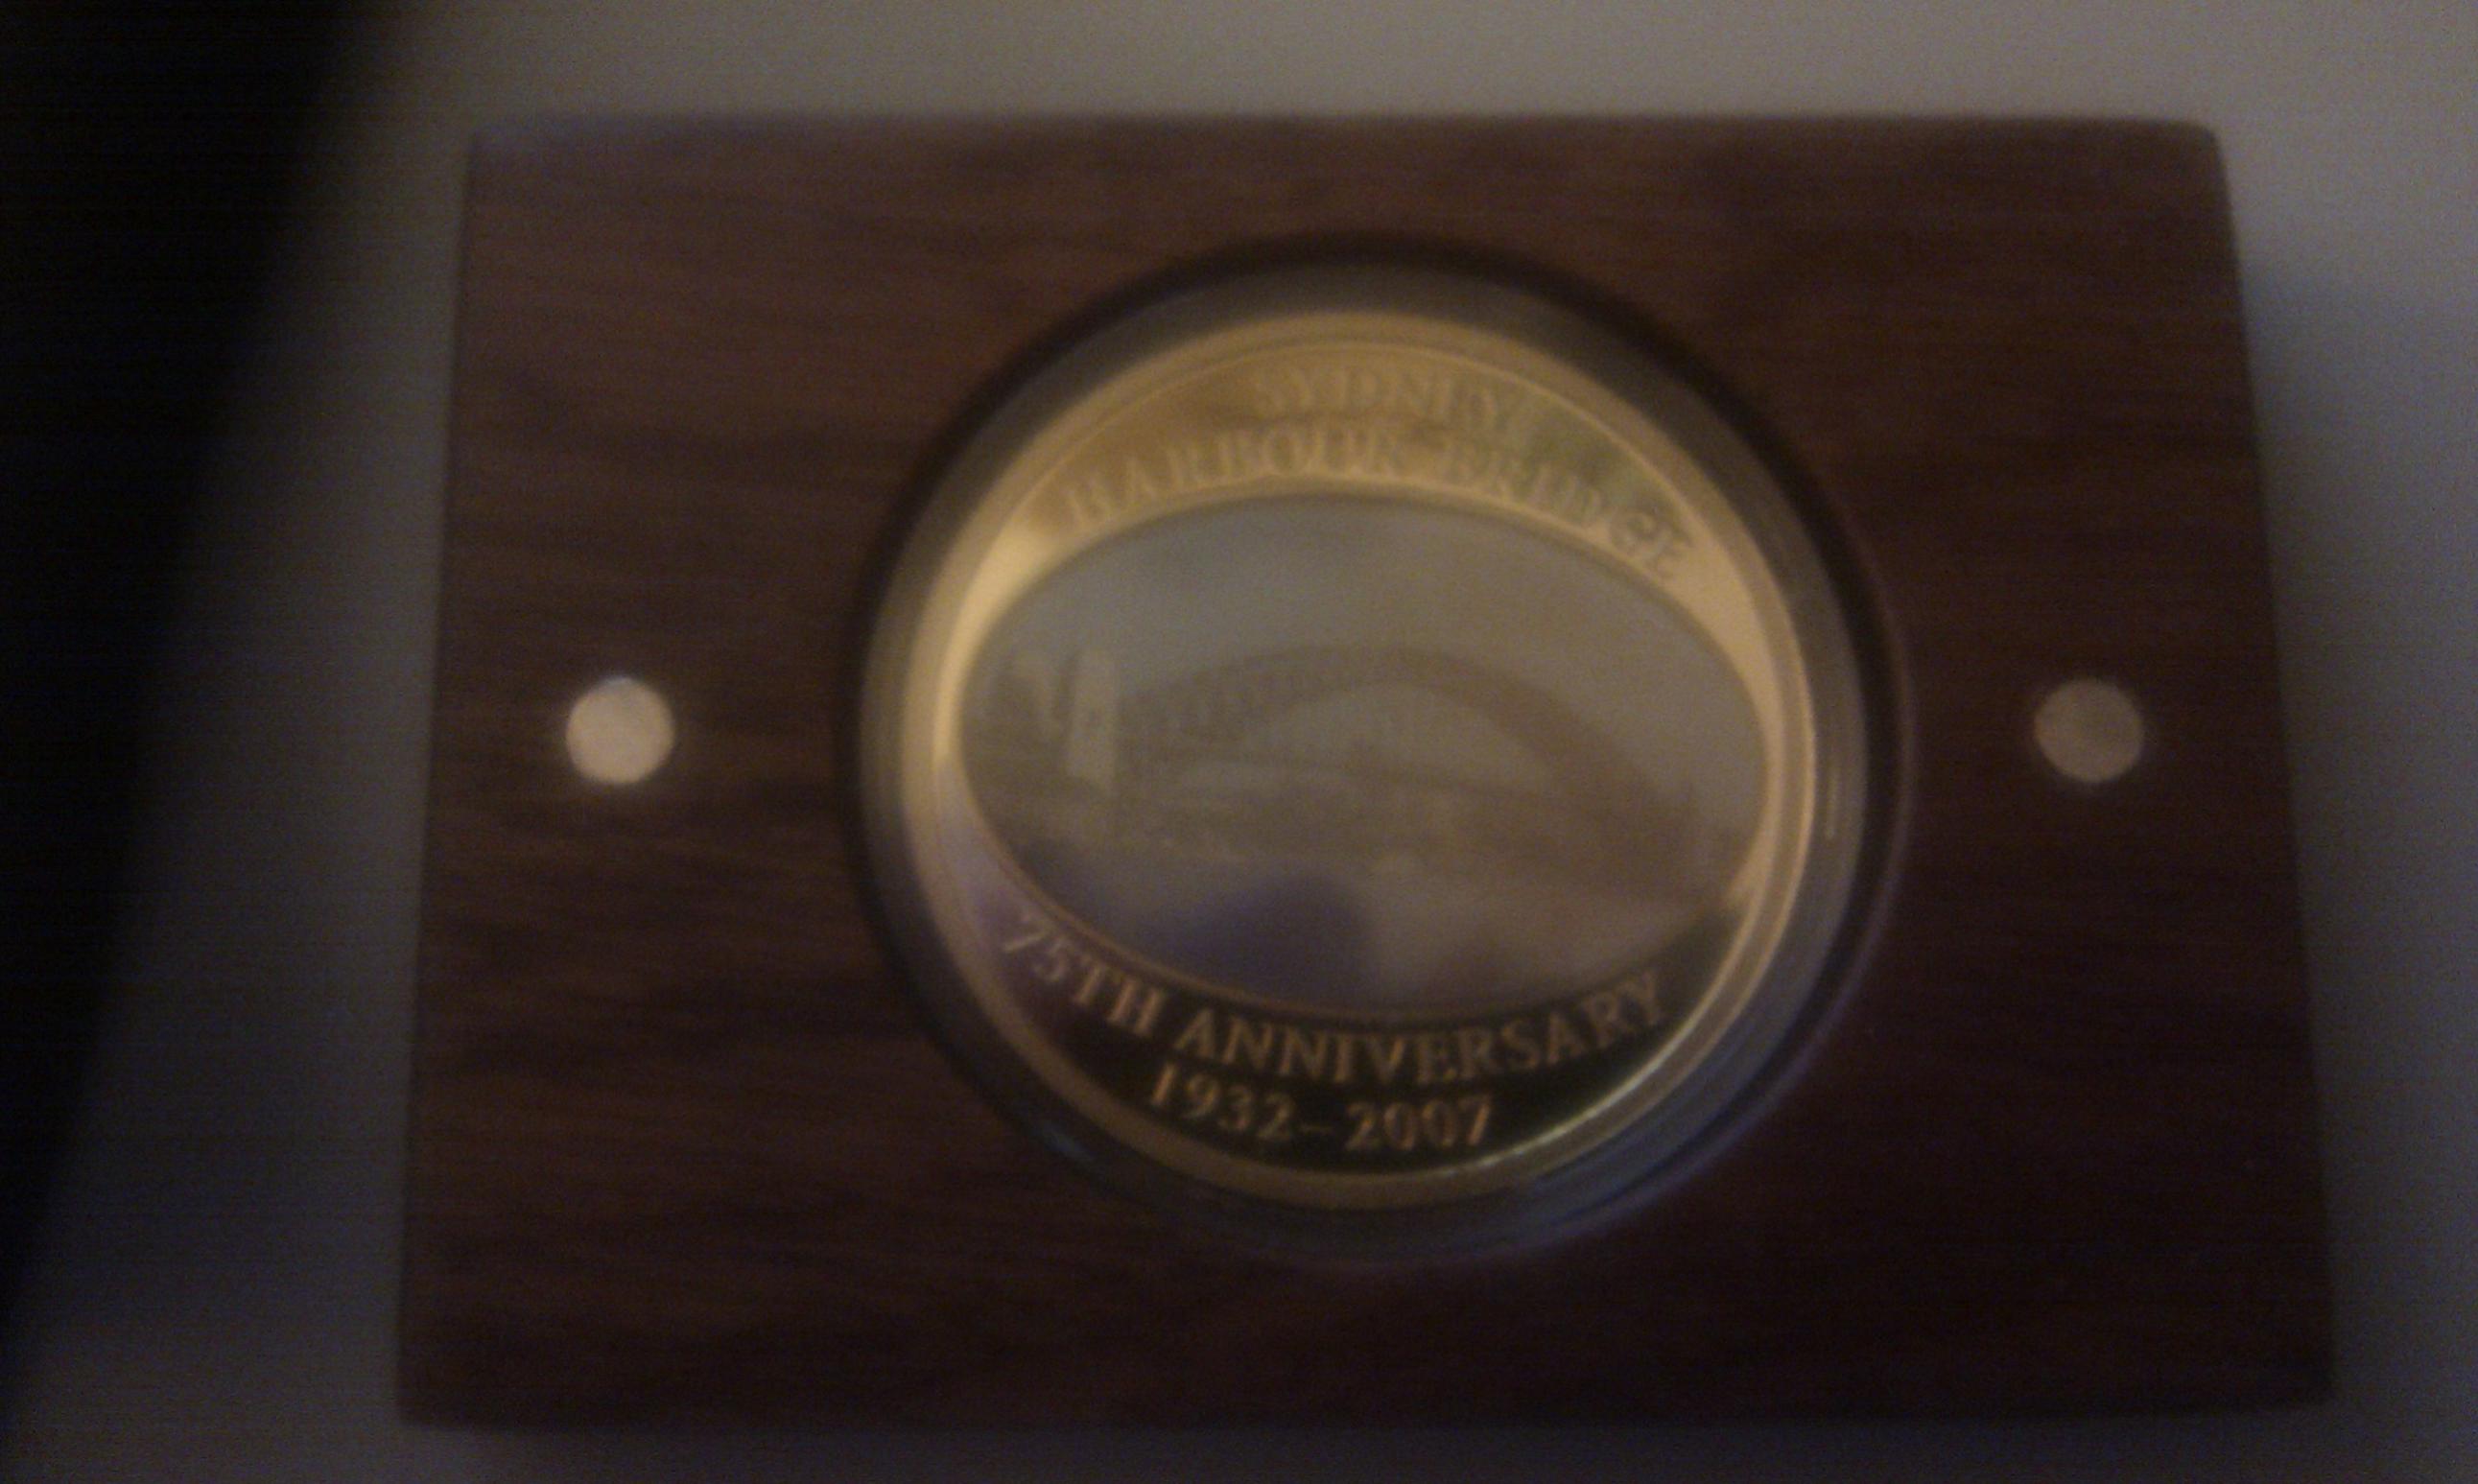 SYDNEY
HARBOUR BRIDGE
75TH ANNIVERSARY
1932-2007